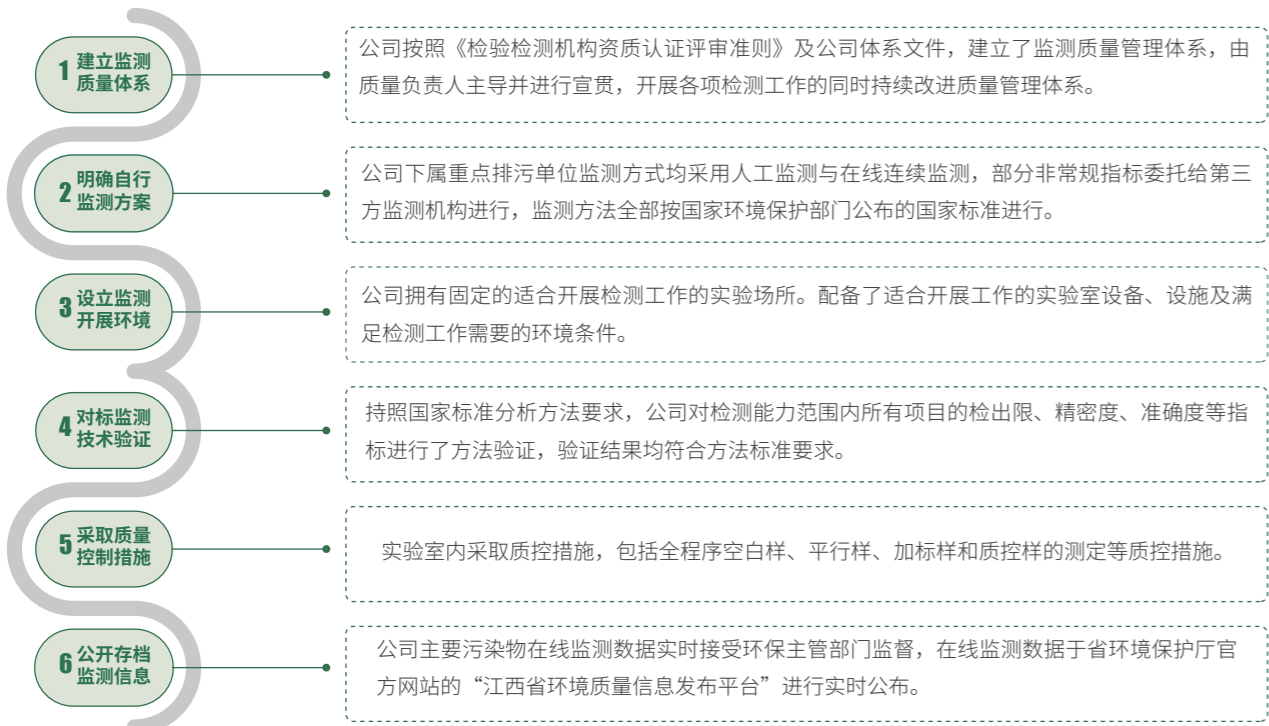 1 建立监测
质量体系
公司按照《检验检测机构资质认证评审准则》及公司体系文件，建立了监测质量管理体系，由
质量负责人主导并进行宣贯，开展各项检测工作的同时持续改进质量管理体系。
2 明确自行
监测方案
公司下属重点排污单位监测方式均采用人工监测与在线连续监测，部分非常规指标委托给第三
方监测机构进行，监测方法全部按国家环境保护部门公布的国家标准进行。
3 设立监测
开展环境
公司拥有固定的适合开展检测工作的实验场所。配备了适合开展工作的实验室设备、设施及满
足检测工作需要的环境条件。
4 对标监测
技术验证
持照国家标准分析方法要求，公司对检测能力范围内所有项目的检出限、精密度、准确度等指
标进行了方法验证，验证结果均符合方法标准要求。
5 采取质量
控制措施
实验室内采取质控措施，包括全程序空白样、平行样、加标样和质控样的测定等质控措施。
6 公开存档
监测信息
公司主要污染物在线监测数据实时接受环保主管部门监督，在线监测数据于省环境保护厅官
方网站的“江西省环境质量信息发布平台”进行实时公布。